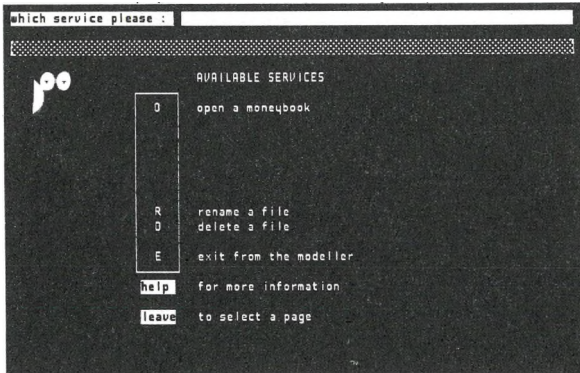 which service please :
AVAILABLE SERVICES
O open a moneybook
R rename a file
D delete a file
E exit from the modeller
help for more information
leave to select a page